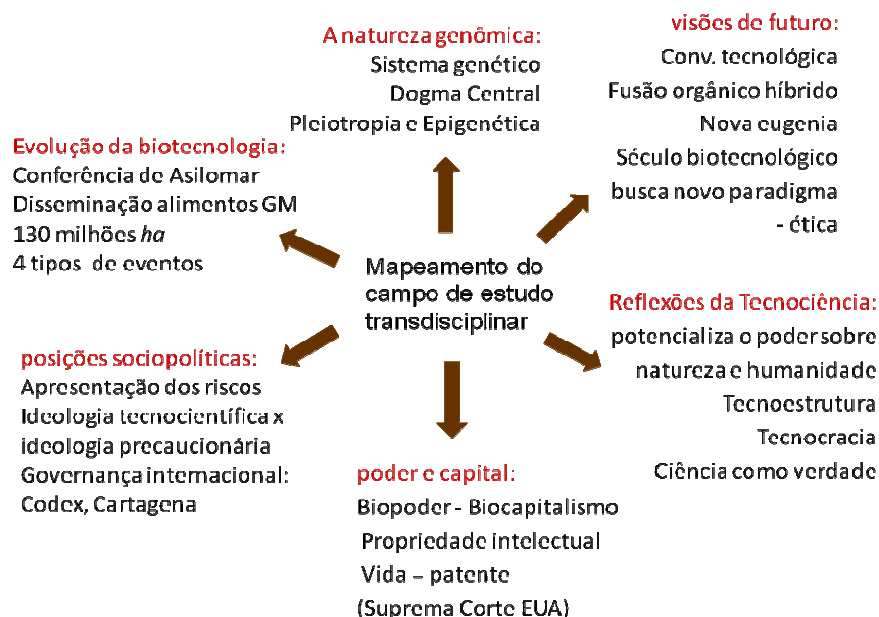 A natureza genômica:
Sistema genético
Dogma Central
Pleiotropia e Epigenética
visões de futuro:
Conv. tecnológica
Fusão orgânico híbrido
Nova eugenia
Século biotecnológico
busca novo paradigma
- ética
Evolução da biotecnologia:
Conferência de Asilomar
Disseminação alimentos GM
130 milhões ha
4 tipos de eventos
Mapeamento do
campo de estudo
transdisciplinar
Reflexões da Tecnociência:
potencializa o poder sobre
natureza e humanidade
Tecnoestrutura
Tecnocracia
Ciência como verdade
posições sociopolíticas:
Apresentação dos riscos
Ideologia tecnocientífica x
ideologia precaucionária
Governança internacional:
Codex, Cartagena
poder e capital:
Biopoder - Biocapitalismo
Propriedade intelectual
Vida – patente
(Suprema Corte EUA)